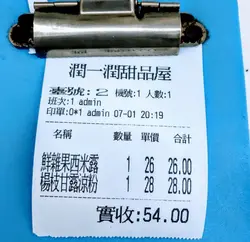 潤一潤甜品屋
臺號:2 機號:1 人數:1
班次:1 admin
印單:0*1 admin 07-01 20:19
名稱 數量 單價 金額
鮮雜果西米露 1 26 26.00
楊枝甘露涼粉 1 28 28.00
實收:54.00